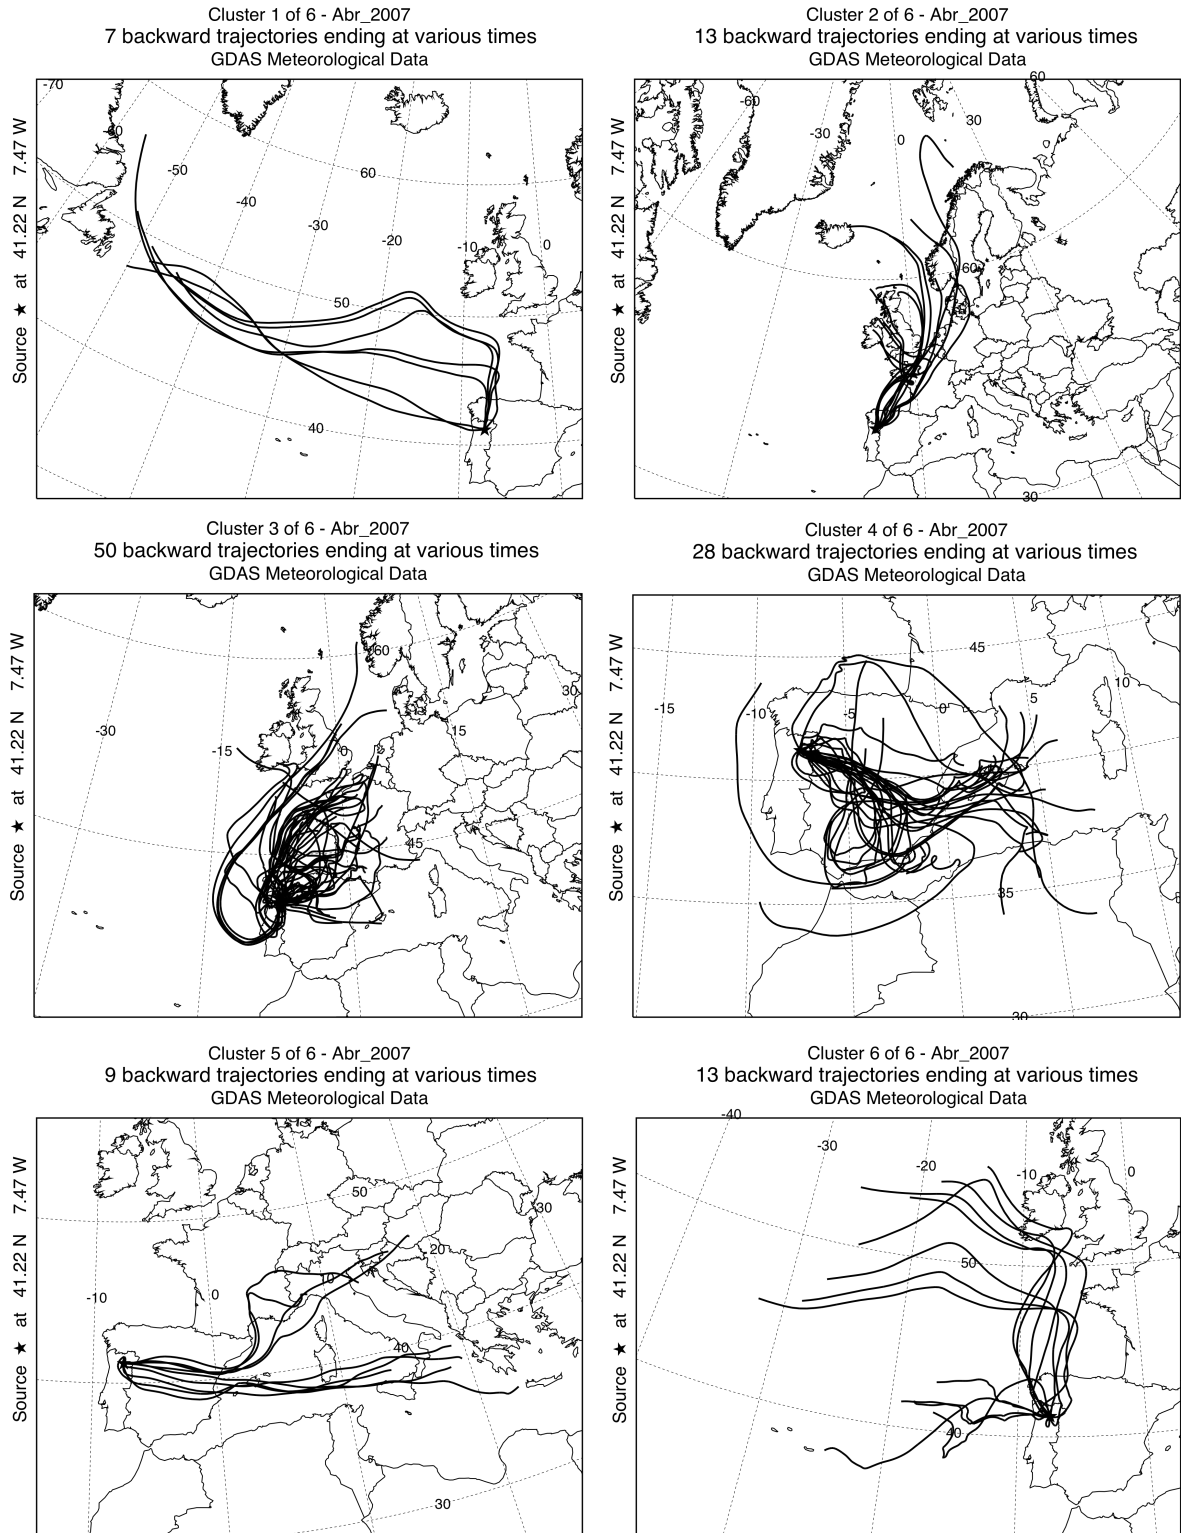 Cluster 1 of 6 - Abr_2007
7 backward trajectories ending at various times
GDAS Meteorological Data
Source ★ at 41.22 N 7.47 W
-70
-60
-50
-40
-30
-20
-10
0
60
50
40
Cluster 2 of 6 - Abr_2007
13 backward trajectories ending at various times
GDAS Meteorological Data
Source ★ at 41.22 N 7.47 W
-60
-30
0
30
60
60
30
Cluster 3 of 6 - Abr_2007
50 backward trajectories ending at various times
GDAS Meteorological Data
Source ★ at 41.22 N 7.47 W
-30
-15
0
15
30
60
45
Cluster 4 of 6 - Abr_2007
28 backward trajectories ending at various times
GDAS Meteorological Data
Source ★ at 41.22 N 7.47 W
-15
-10
-5
0
5
10
45
35
30
Cluster 5 of 6 - Abr_2007
9 backward trajectories ending at various times
GDAS Meteorological Data
Source ★ at 41.22 N 7.47 W
-10
0
10
20
30
50
40
30
Cluster 6 of 6 - Abr_2007
13 backward trajectories ending at various times
GDAS Meteorological Data
Source ★ at 41.22 N 7.47 W
-40
-30
-20
-10
0
50
40